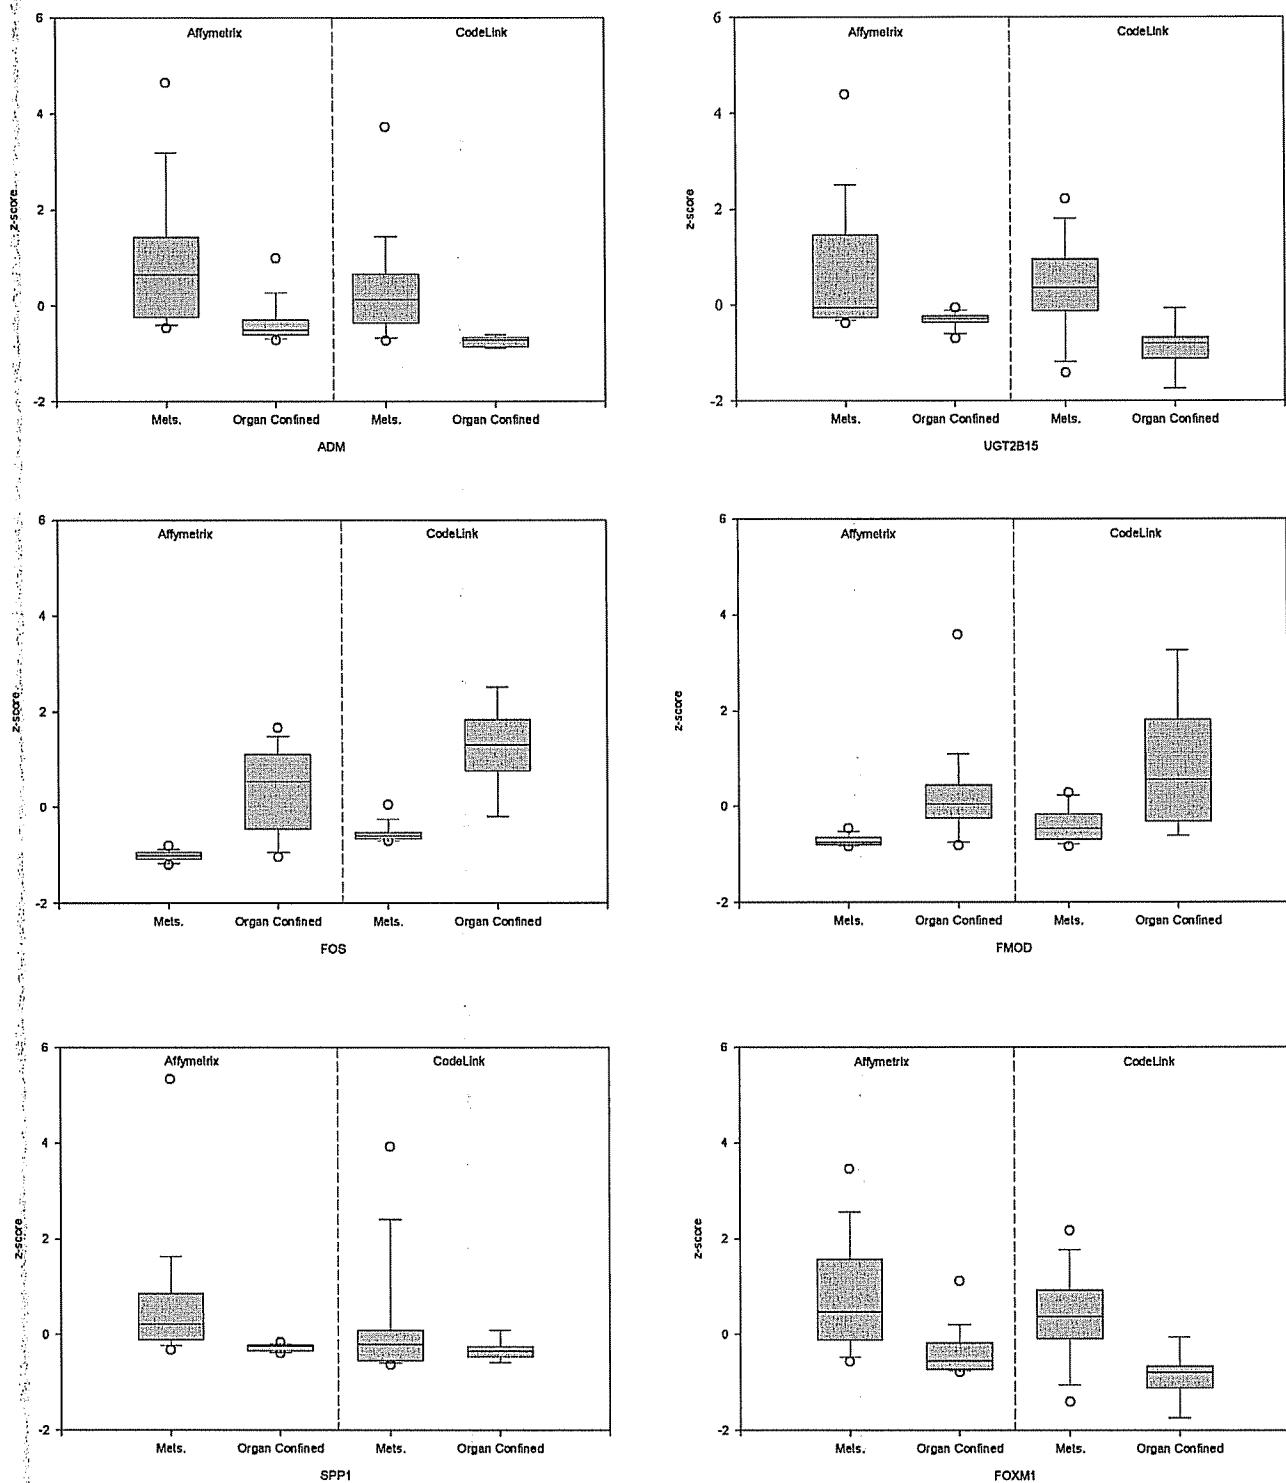 6
Affymetrix
CodeLink
4
2
0
-2
z-score
Mets.
Organ Confined
Mets.
Organ Confined
ADM
6
Affymetrix
CodeLink
4
2
0
-2
z-score
Mets.
Organ Confined
Mets.
Organ Confined
UGT2B15
6
Affymetrix
CodeLink
4
2
0
-2
z-score
Mets.
Organ Confined
Mets.
Organ Confined
FOS
6
Affymetrix
CodeLink
4
2
0
-2
z-score
Mets.
Organ Confined
Mets.
Organ Confined
FMOD
6
Affymetrix
CodeLink
4
2
0
-2
z-score
Mets.
Organ Confined
Mets.
Organ Confined
SPP1
6
Affymetrix
CodeLink
4
2
0
-2
z-score
Mets.
Organ Confined
Mets.
Organ Confined
FOXM1